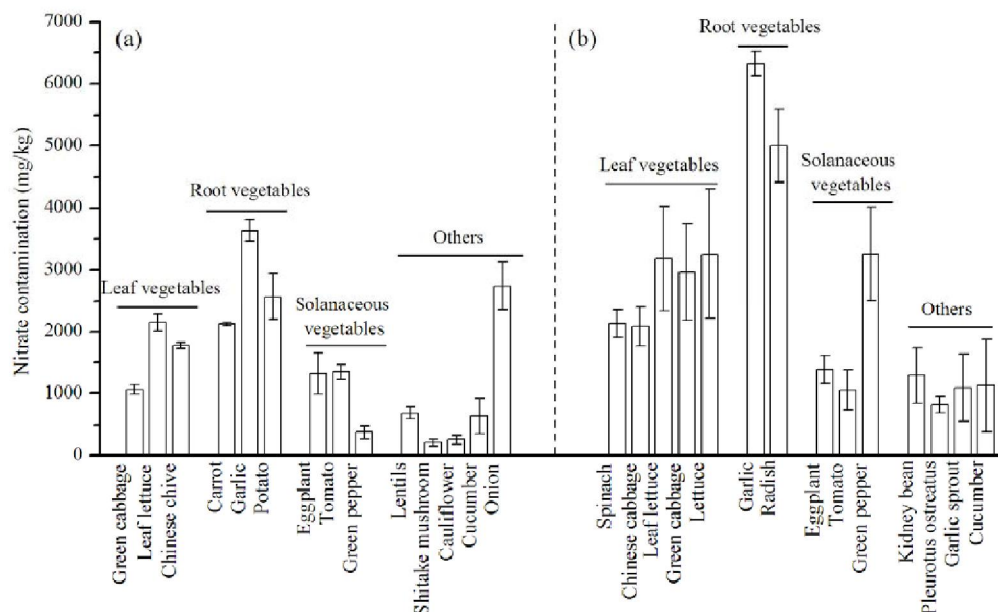 Nitrate contamination (mg/kg)
7000
6000
5000
4000
3000
2000
1000
0
(a)
Leaf vegetables
Root vegetables
Solanaceous
vegetables
Others
Green cabbage
Leaf lettuce
Chinese chive
Carrot
Garlic
Potato
Eggplant
Tomato
Green pepper
Lentils
Shitake mushroom
Cauliflower
Cucumber
Onion
(b)
Leaf vegetables
Root vegetables
Solanaceous
vegetables
Others
Spinach
Chinese cabbage
Leaf lettuce
Green cabbage
Lettuce
Garlic
Radish
Eggplant
Tomato
Green pepper
Kidney bean
Pleurotus ostreatus
Garlic sprout
Cucumber